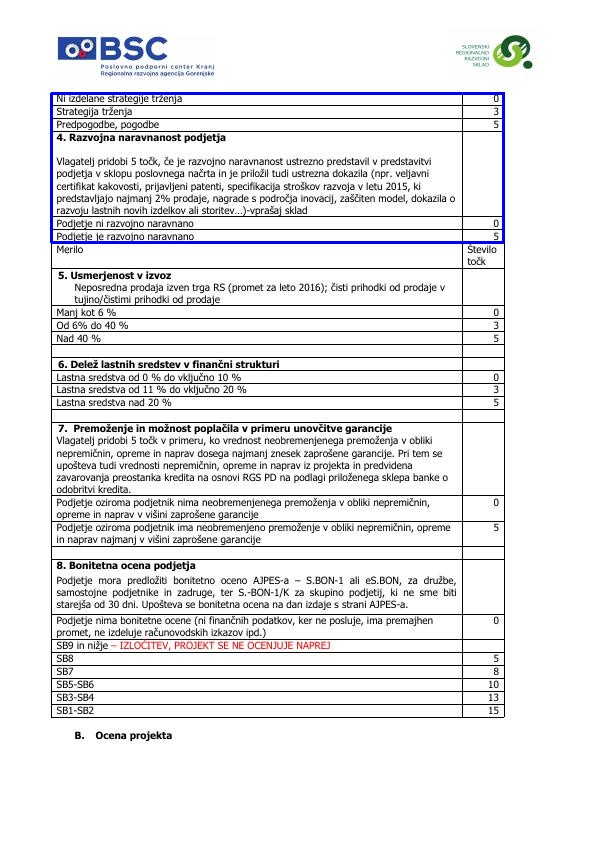 BSC
Poslovno podporni center Kranj
Regionalna razvojna agencija Gorenjske
SLOVENSKI
REGIONALNO
RAZVOJNI
SKLAD
Ni izdelane strategije trženja 0
Strategija trženja 3
Predpogodbe, pogodbe 5
4. Razvojna naravnanost podjetja
Vlagatelj pridobi 5 točk, če je razvojno naravnanost ustrezno predstavil v predstavitvi
podjetja v sklopu poslovnega načrta in je priložil tudi ustrezna dokazila (npr. veljavni
certifikat kakovosti, prijavljeni patenti, specifikacija stroškov razvoja v letu 2015, ki
predstavljajo najmanj 2% prodaje, nagrade s področja inovacij, zaščiten model, dokazila o
razvoju lastnih novih izdelkov ali storitev…)-vprašaj sklad
Podjetje ni razvojno naravnano 0
Podjetje je razvojno naravnano 5
Merilo Število
točk
5. Usmerjenost v izvoz
Neposredna prodaja izven trga RS (promet za leto 2016); čisti prihodki od prodaje v
tujino/čistimi prihodki od prodaje
Manj kot 6 % 0
Od 6% do 40 % 3
Nad 40 % 5
6. Delež lastnih sredstev v finančni strukturi
Lastna sredstva od 0 % do vključno 10 % 0
Lastna sredstva od 11 % do vključno 20 % 3
Lastna sredstva nad 20 % 5
7. Premoženje in možnost poplačila v primeru unovčitve garancije
Vlagatelj pridobi 5 točk v primeru, ko vrednost neobremenjenega premoženja v obliki
nepremičnin, opreme in naprav dosega najmanj znesek zaprošene garancije. Pri tem se
upošteva tudi vrednosti nepremičnin, opreme in naprav iz projekta in predvidena
zavarovanja preostanka kredita na osnovi RGS PD na podlagi priloženega sklepa banke o
odobritvi kredita.
Podjetje oziroma podjetnik nima neobremenjenega premoženja v obliki nepremičnin, 0
opreme in naprav v višini zaprošene garancije
Podjetje oziroma podjetnik ima neobremenjeno premoženje v obliki nepremičnin, opreme 5
in naprav najmanj v višini zaprošene garancije
8. Bonitetna ocena podjetja
Podjetje mora predložiti bonitetno oceno AJPES-a – S.BON-1 ali eS.BON, za družbe,
samostojne podjetnike in zadruge, ter S.-BON-1/K za skupino podjetij, ki ne sme biti
starejša od 30 dni. Upošteva se bonitetna ocena na dan izdaje s strani AJPES-a.
Podjetje nima bonitetne ocene (ni finančnih podatkov, ker ne posluje, ima premajhen 0
promet, ne izdeluje računovodskih izkazov ipd.)
SB9 in nižje – IZLOČITEV, PROJEKT SE NE OCENJUJE NAPREJ
SB8 5
SB7 8
SB5-SB6 10
SB3-SB4 13
SB1-SB2 15
B. Ocena projekta